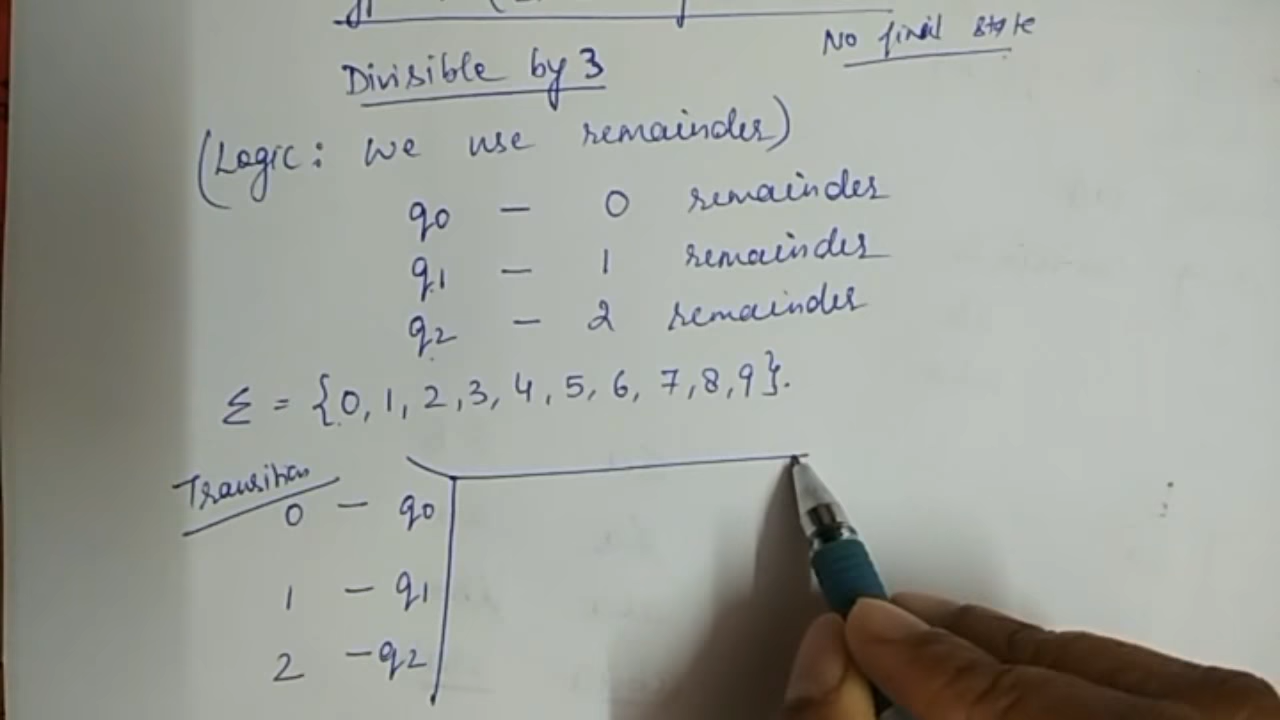 No final state
Divisible by 3
(Logic: we use remainder)
q0 - 0 remainder
q1 - 1 remainder
q2 - 2 remainder
Σ = {0, 1, 2, 3, 4, 5, 6, 7, 8, 9}.
Transition
0 - q0
1 - q1
2 - q2